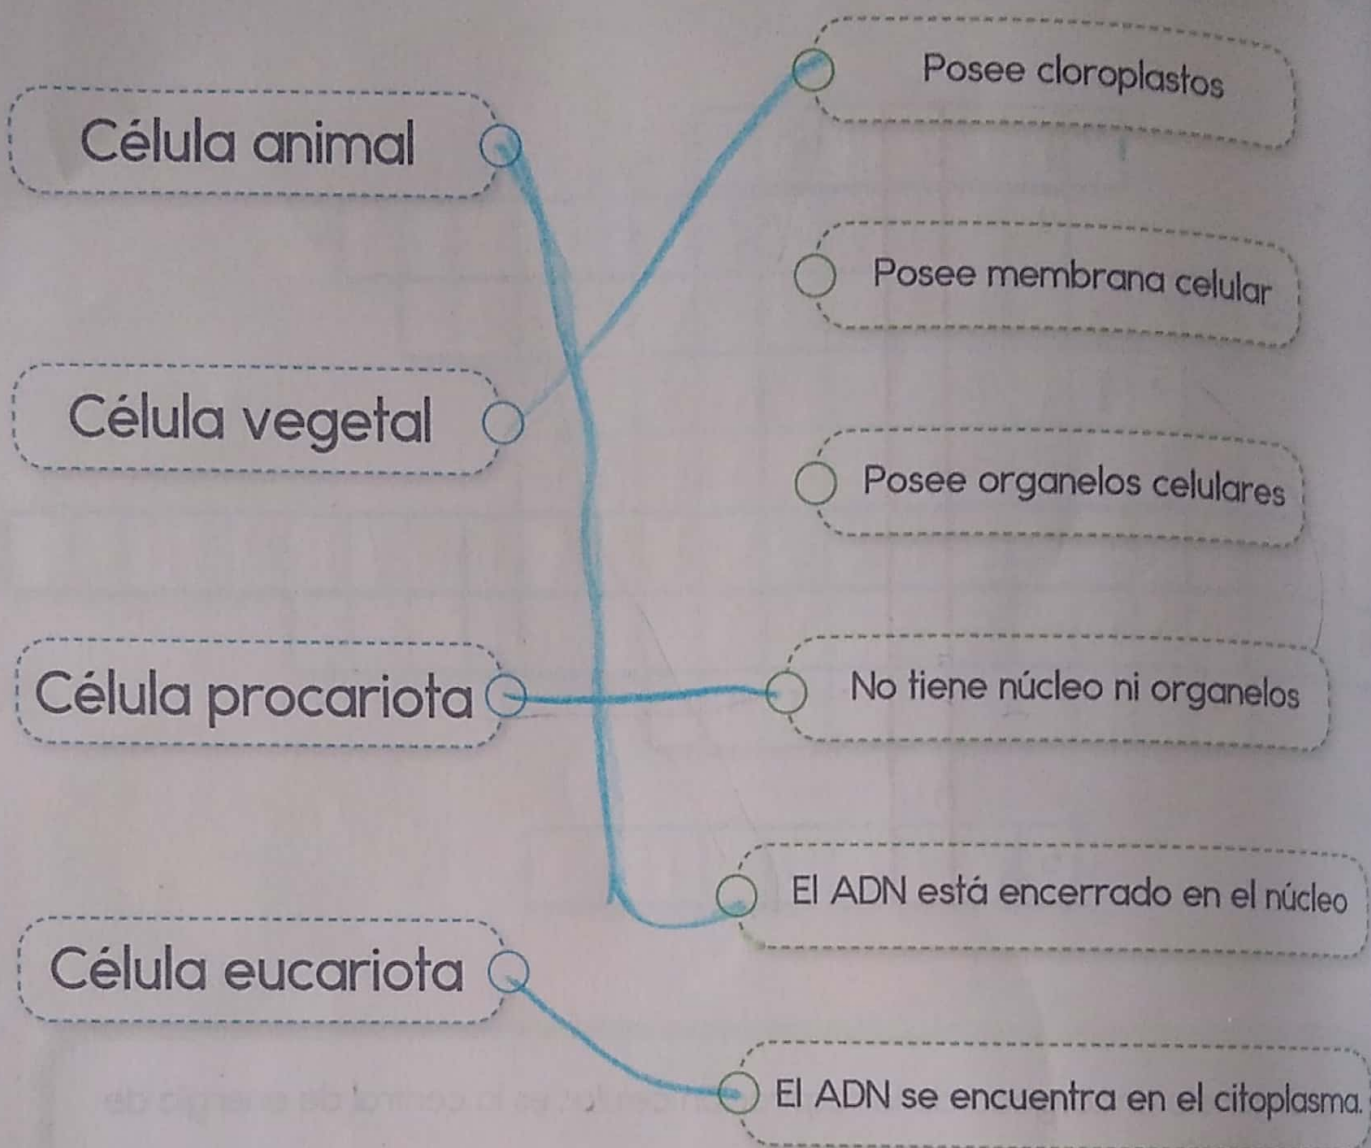 Posee cloroplastos
Célula animal
Posee membrana celular
Célula vegetal
Posee organelos celulares
Célula procariota
No tiene núcleo ni organelos
El ADN está encerrado en el núcleo
Célula eucariota
El ADN se encuentra en el citoplasma.